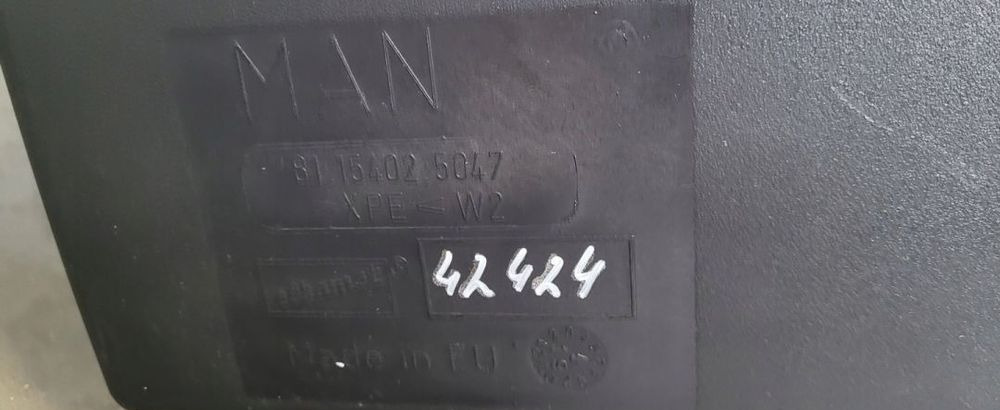 MAN
81 15402 5047
XPE - W2
42424
Made in EU